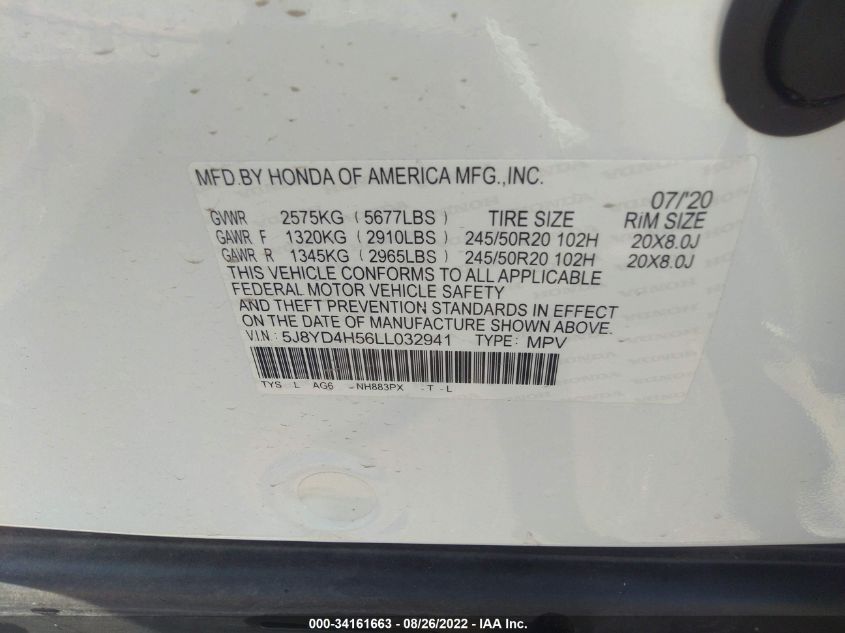 MFD.BY HONDA OF AMERICA MFG.,INC.
07/'20
GVWR 2575KG (5677LBS) TIRE SIZE RiM SIZE
GAWR F 1320KG (2910LBS) 245/50R20 102H 20X8.0J
GAWR R 1345KG (2965LBS) 245/50R20 102H 20X8.0J
THIS VEHICLE CONFORMS TO ALL APPLICABLE
FEDERAL MOTOR VEHICLE SAFETY
AND THEFT PREVENTION STANDARDS IN EFFECT
ON THE DATE OF MANUFACTURE SHOWN ABOVE.
V.I.N: 5J8YD4H56LL032941 TYPE: MPV
TYS L AG6 -NH883PX -T -L
000-34161663 - 08/26/2022 - IAA Inc.